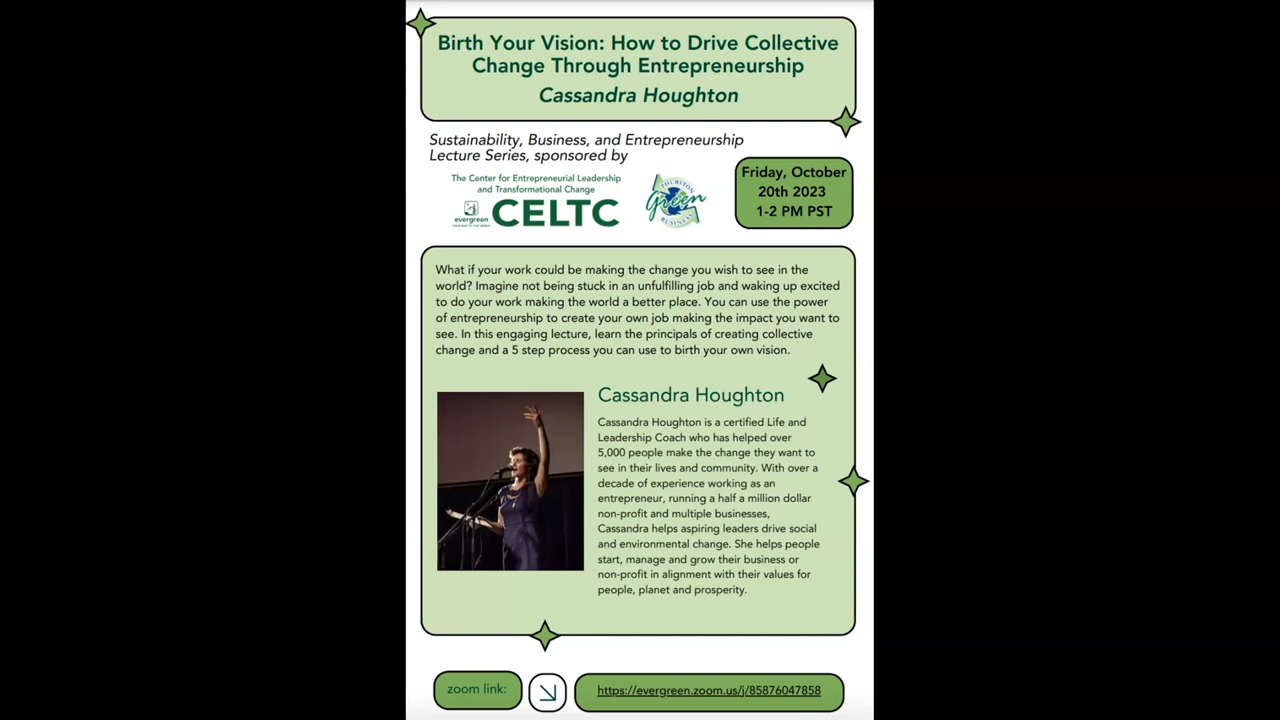 Birth Your Vision: How to Drive Collective
Change Through Entrepreneurship
Cassandra Houghton
Sustainability, Business, and Entrepreneurship
Lecture Series, sponsored by
The Center for Entrepreneurial Leadership
and Transformational Change
evergreen
CELTC
THURSTON
Green
BUSINESS
Friday, October
20th 2023
1-2 PM PST
What if your work could be making the change you wish to see in the
world? Imagine not being stuck in an unfulfilling job and waking up excited
to do your work making the world a better place. You can use the power
of entrepreneurship to create your own job making the impact you want to
see. In this engaging lecture, learn the principals of creating collective
change and a 5 step process you can use to birth your own vision.
Cassandra Houghton
Cassandra Houghton is a certified Life and
Leadership Coach who has helped over
5,000 people make the change they want to
see in their lives and community. With over a
decade of experience working as an
entrepreneur, running a half a million dollar
non-profit and multiple businesses,
Cassandra helps aspiring leaders drive social
and environmental change. She helps people
start, manage and grow their business or
non-profit in alignment with their values for
people, planet and prosperity.
zoom link:
https://evergreen.zoom.us/j/85876047858